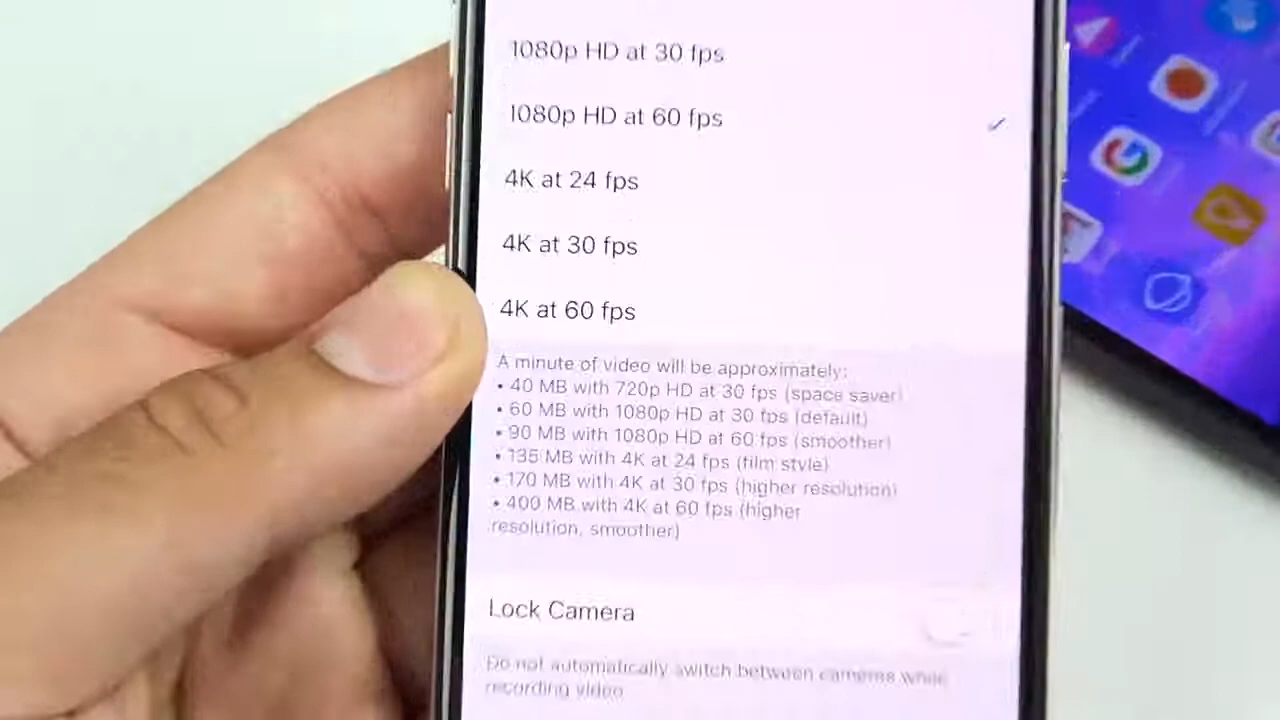 1080p HD at 30 fps
1080p HD at 60 fps
4K at 24 fps
4K at 30 fps
4K at 60 fps
A minute of video will be approximately:
• 40 MB with 720p HD at 30 fps (space saver)
• 60 MB with 1080p HD at 30 fps (default)
• 90 MB with 1080p HD at 60 fps (smoother)
• 135 MB with 4K at 24 fps (film style)
• 170 MB with 4K at 30 fps (higher resolution)
• 400 MB with 4K at 60 fps (higher
resolution, smoother)
Lock Camera
Do not automatically switch between cameras while
recording video.